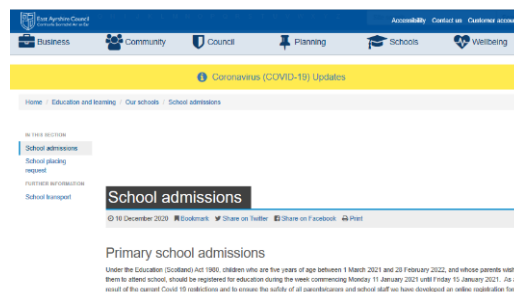 East Ayrshire Council
Accessibility Contact us Customer accou
Business Community Council Planning Schools Wellbeing
Coronavirus (COVID-19) Updates
Home / Education and learning / Our schools / School admissions
IN THIS SECTION
School admissions
School placing
request
FURTHER INFORMATION
School transport
School admissions
10 December 2020 Bookmark Share on Twitter Share on Facebook Print
Primary school admissions
Under the Education (Scotland) Act 1980, children who are five years of age between 1 March 2021 and 28 February 2022, and whose parents wish
them to attend school, should be registered for education during the week commencing Monday 11 January 2021 until Friday 15 January 2021. As a
result of the current Covid 19 restrictions and to ensure the safety of all parents/carers and school staff we have developed an online registration for